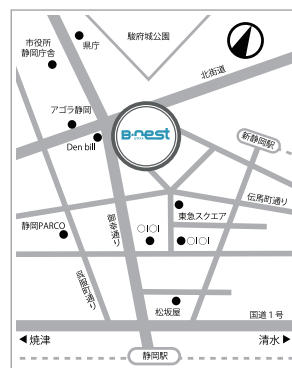 駿府城公園
県庁
市役所
静岡庁舎
北街道
アゴラ静岡
B-nest
Den bill
新静岡駅
伝馬町通り
東急スクエア
御幸通り
静岡PARCO
○I○I
○I○I
呉服町通り
松坂屋
国道1号
焼津
清水
静岡駅